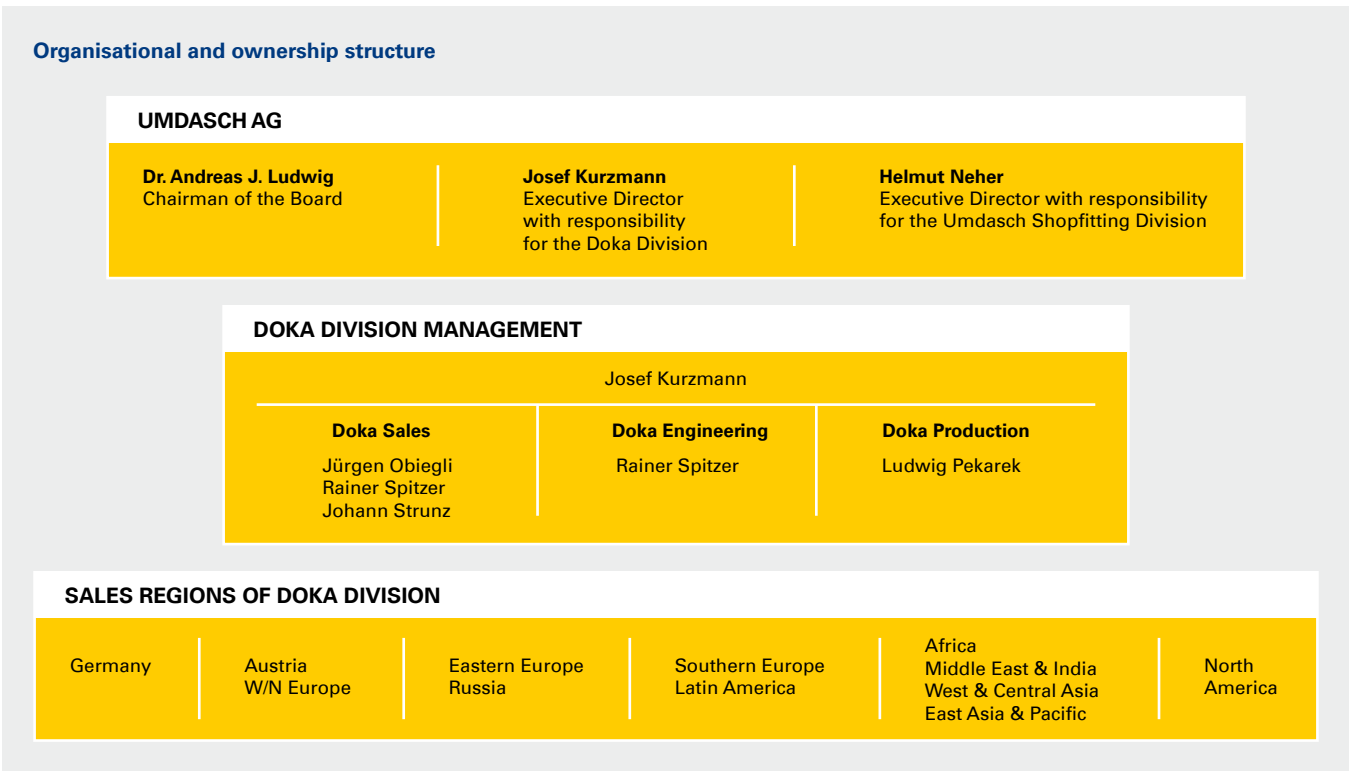 Organisational and ownership structure
UMDASCH AG
Dr. Andreas J. Ludwig
Chairman of the Board
Josef Kurzmann
Executive Director
with responsibility
for the Doka Division
Helmut Neher
Executive Director with responsibility
for the Umdasch Shopfitting Division
DOKA DIVISION MANAGEMENT
Josef Kurzmann
Doka Sales
Jürgen Obiegli
Rainer Spitzer
Johann Strunz
Doka Engineering
Rainer Spitzer
Doka Production
Ludwig Pekarek
SALES REGIONS OF DOKA DIVISION
Germany
Austria
W/N Europe
Eastern Europe
Russia
Southern Europe
Latin America
Africa
Middle East & India
West & Central Asia
East Asia & Pacific
North
America